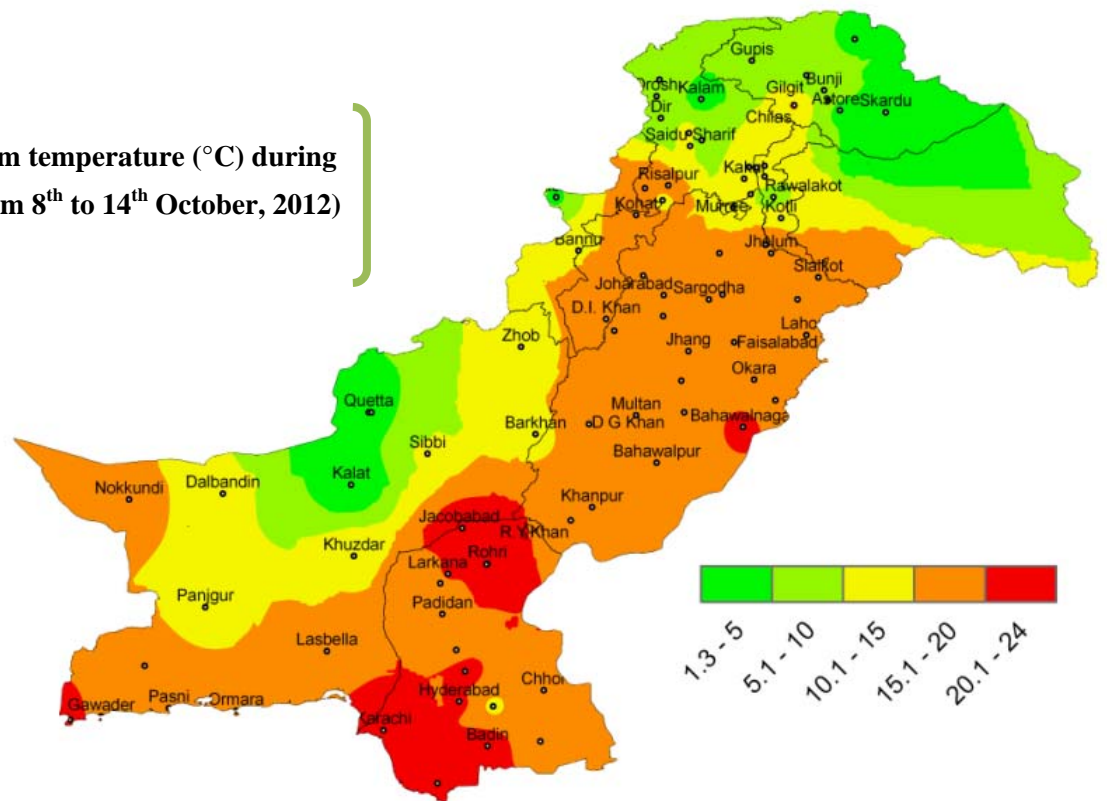 m temperature (°C) during
m 8th to 14th October, 2012)
Gupis
Drosh
Kalam
Dir
Gilgit
Bunji
Astore
Skardu
Chilas
Saidu Sharif
Kakul
Risalpur
Rawalakot
Kohat
Murree
Kotli
Bannu
Jhelum
Sialkot
Joharabad
Sargodha
D.I. Khan
Laho
Zhob
Jhang
Faisalabad
Okara
Quetta
Multan
Bahawalnaga
Barkhan
D G Khan
Sibbi
Bahawalpur
Kalat
Dalbandin
Nokkundi
Khanpur
Jacobabad
R.Y.Khan
Khuzdar
Rohri
Larkana
Panjgur
Padidan
Lasbella
Chhor
Hyderabad
Pasni
Ormara
Gawader
Karachi
Badin
1.3 - 5
5.1 - 10
10.1 - 15
15.1 - 20
20.1 - 24